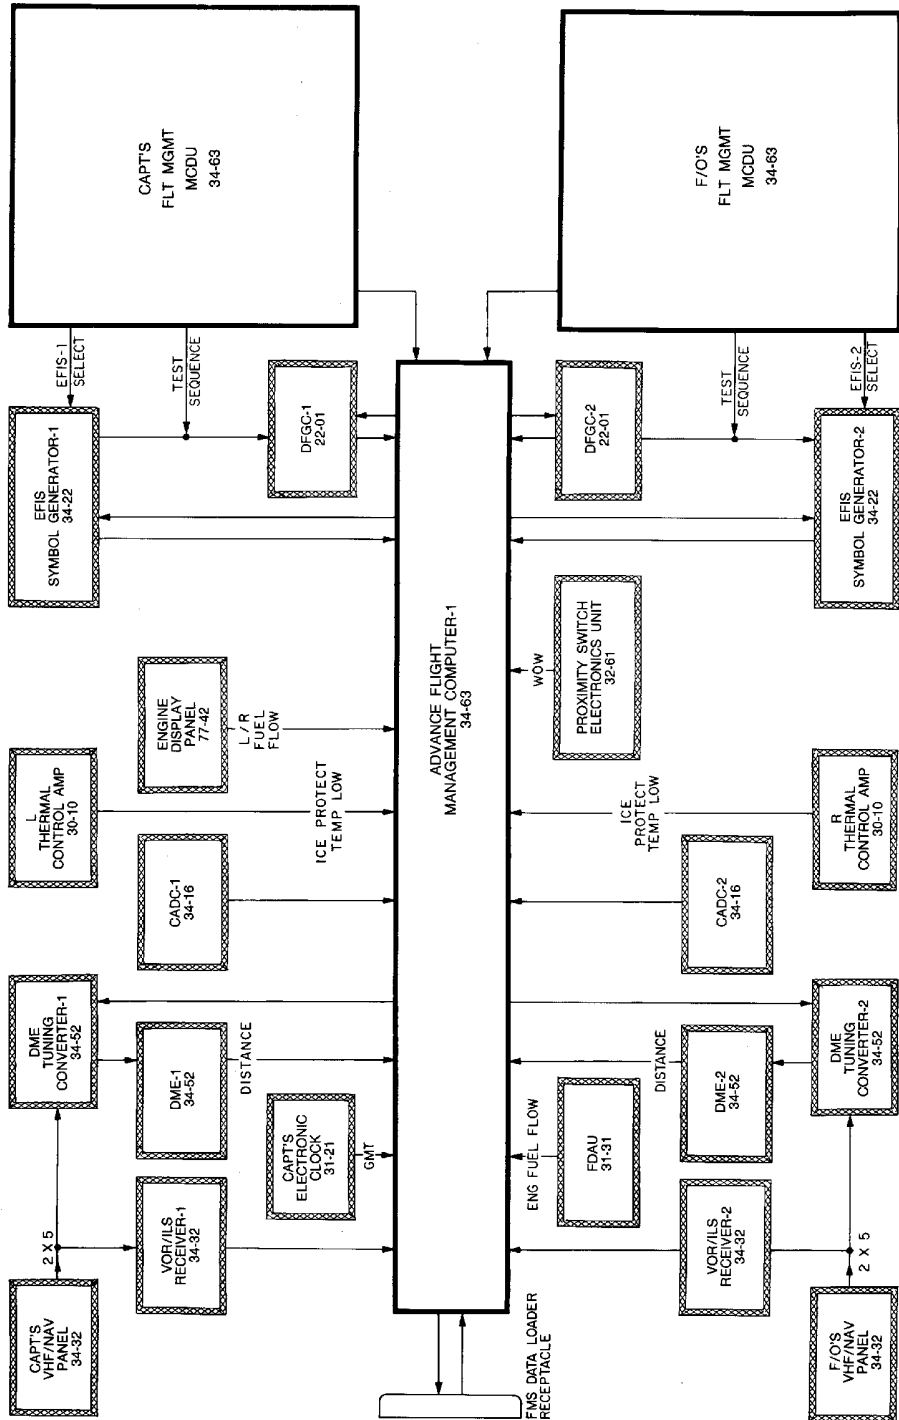 CAPT'S
VHF/NAV
PANEL
34-32
2 X 5
DME
TUNING
CONVERTER-1
34-52
L
THERMAL
CONTROL AMP
30-10
EFIS
SYMBOL GENERATOR-1
34-22
EFIS-1
SELECT
TEST
SEQUENCE
CAPT'S
FLT MGMT
MCDU
34-63
VOR/ILS
RECEIVER-1
34-32
DME-1
34-52
DISTANCE
CADC-1
34-16
ICE PROTECT
TEMP LOW
ENGINE
DISPLAY
PANEL
77-42
L/R
FUEL
FLOW
CAPT'S
ELECTRONIC
CLOCK
31-21
GMT
DFGC-1
22-01
ADVANCE FLIGHT
MANAGEMENT COMPUTER-1
34-63
FMS DATA LOADER
RECEPTACLE
ENG FUEL FLOW
FDAU
31-31
WOW
PROXIMITY SWITCH
ELECTRONICS UNIT
32-61
DFGC-2
22-01
VOR/ILS
RECEIVER-2
34-32
DISTANCE
DME-2
34-52
CADC-2
34-16
ICE
PROTECT
TEMP LOW
TEST
SEQUENCE
EFIS-2
SELECT
F/O'S
FLT MGMT
MCDU
34-63
F/O'S
VHF/NAV
PANEL
34-32
2 X 5
DME
TUNING
CONVERTER-2
34-52
R
THERMAL
CONTROL AMP
30-10
EFIS
SYMBOL GENERATOR-2
34-22